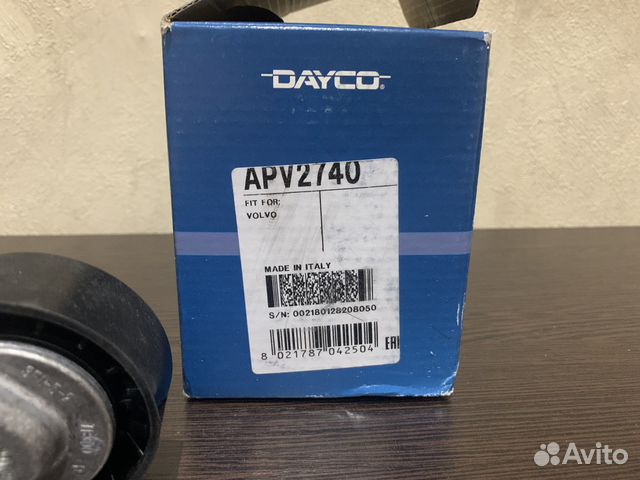 DAYCO
APV2740
FIT FOR:
VOLVO
MADE IN ITALY
S/N: 002180128208050
8 021787 042504
EAC
Avito